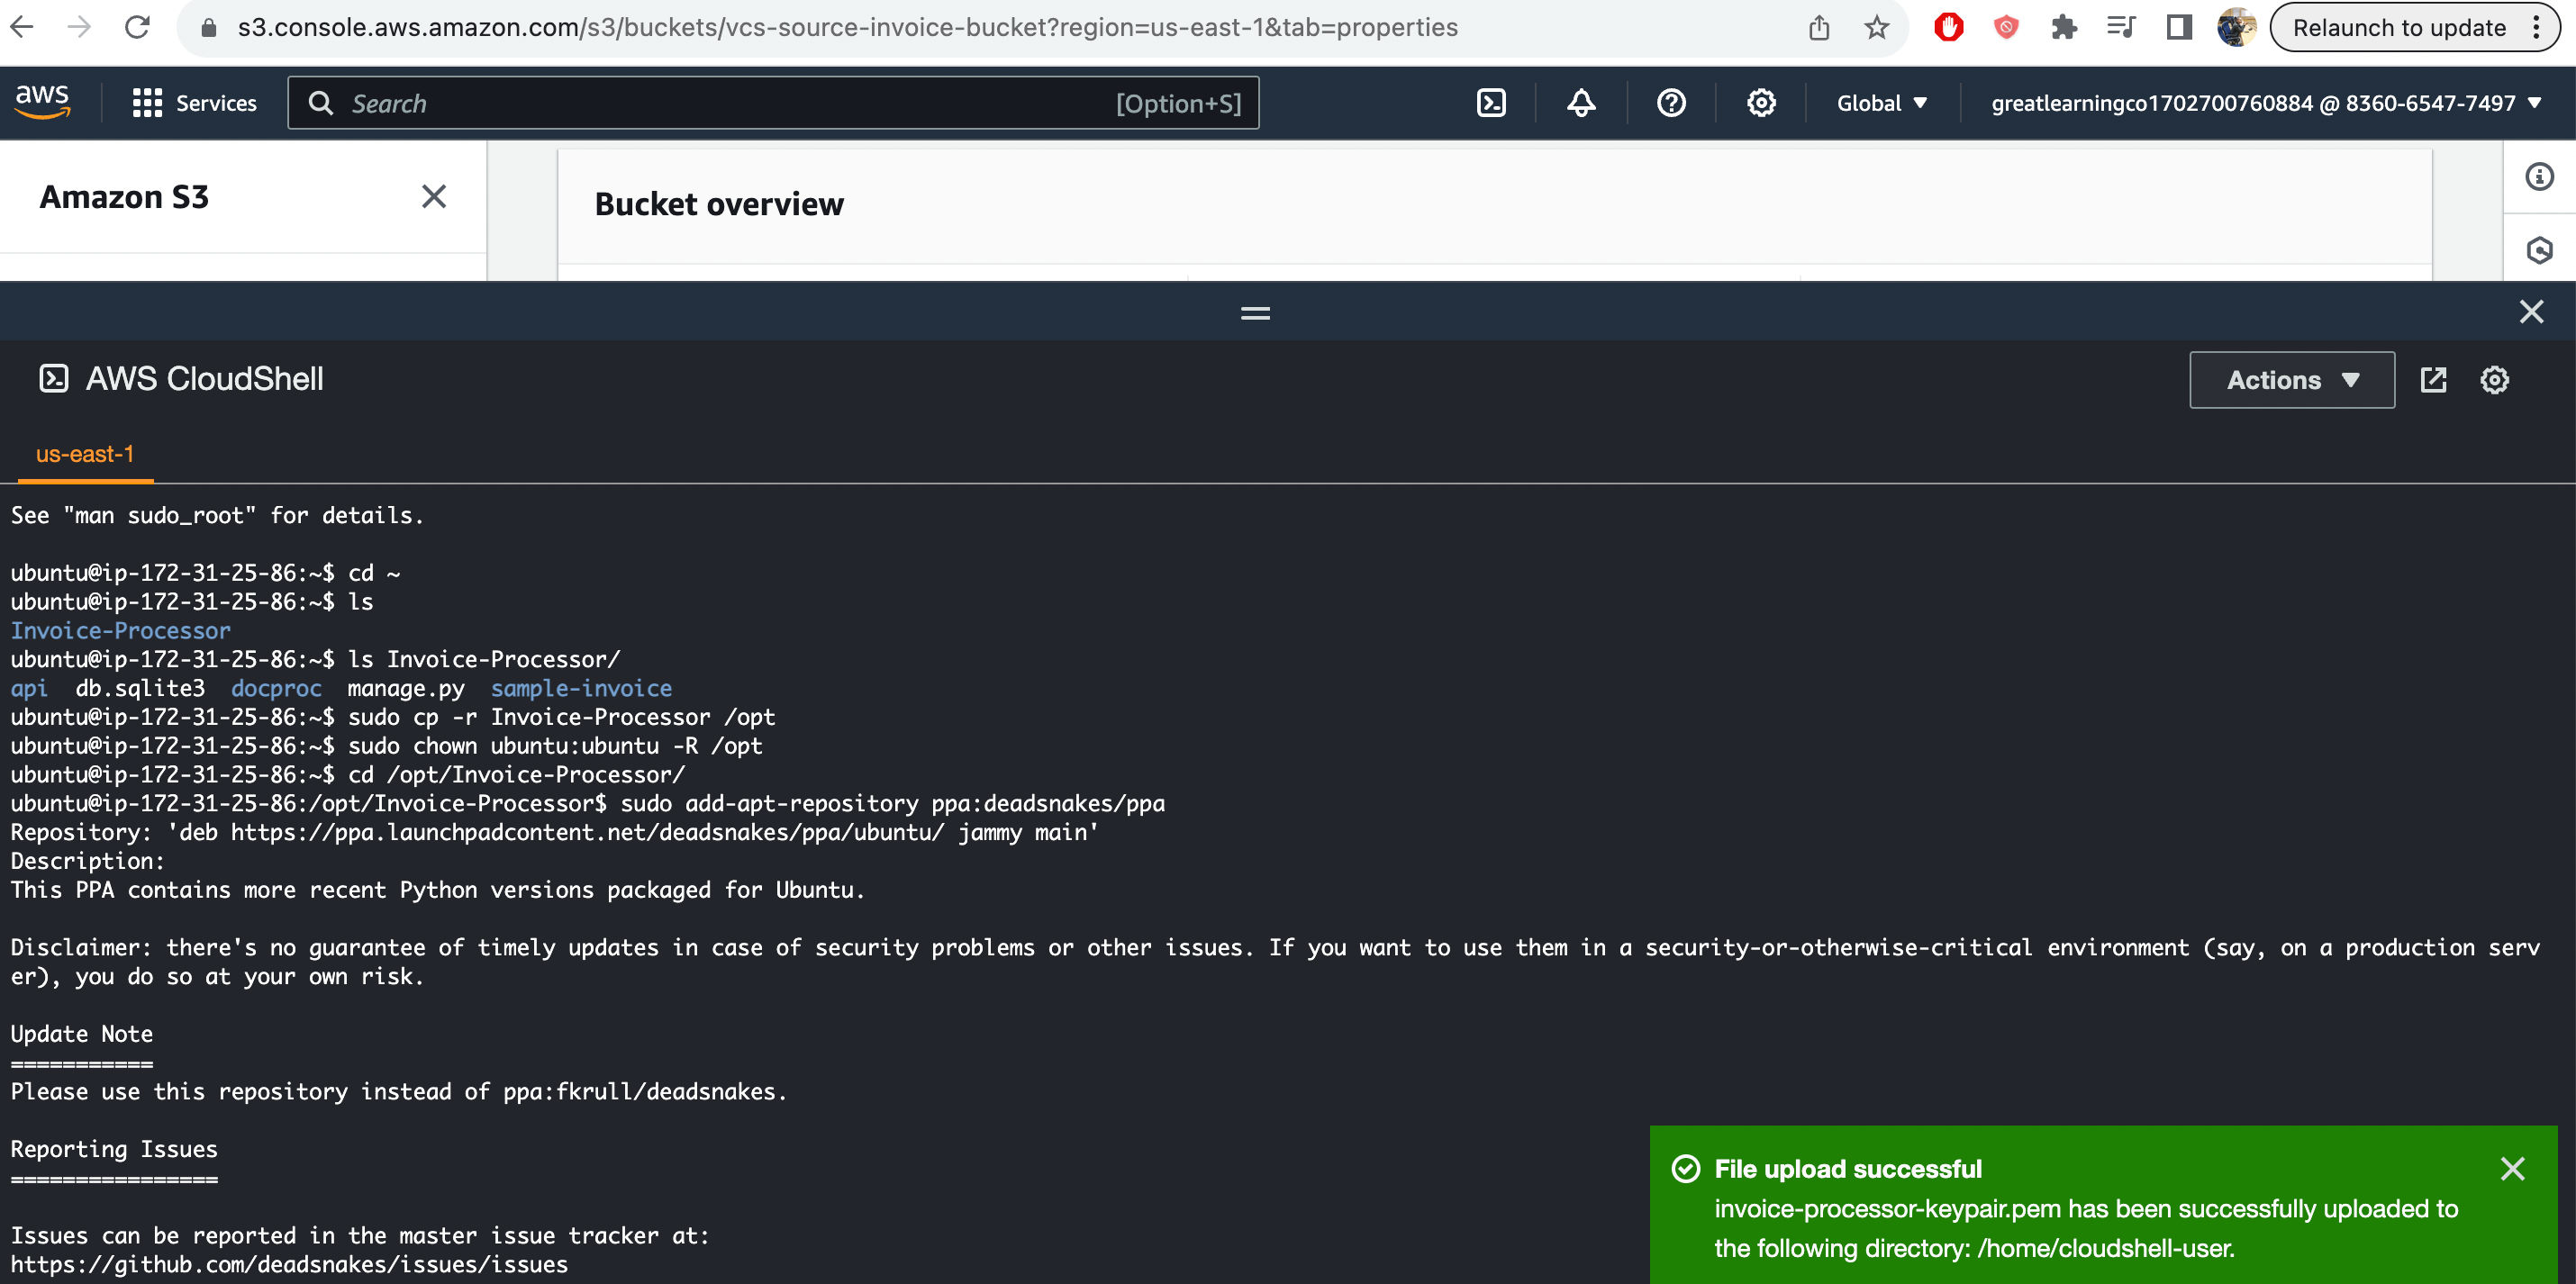 s3.console.aws.amazon.com/s3/buckets/vcs-source-invoice-bucket?region=us-east-1&tab=properties
Relaunch to update
aws
Services
Search
[Option+S]
Global
greatlearningco1702700760884 @ 8360-6547-7497
Amazon S3
Bucket overview
AWS CloudShell
Actions
us-east-1
See "man sudo_root" for details.
ubuntu@ip-172-31-25-86:~$ cd ~
ubuntu@ip-172-31-25-86:~$ ls
Invoice-Processor
ubuntu@ip-172-31-25-86:~$ ls Invoice-Processor/
api  db.sqlite3  docproc  manage.py  sample-invoice
ubuntu@ip-172-31-25-86:~$ sudo cp -r Invoice-Processor /opt
ubuntu@ip-172-31-25-86:~$ sudo chown ubuntu:ubuntu -R /opt
ubuntu@ip-172-31-25-86:~$ cd /opt/Invoice-Processor/
ubuntu@ip-172-31-25-86:/opt/Invoice-Processor$ sudo add-apt-repository ppa:deadsnakes/ppa
Repository: 'deb https://ppa.launchpadcontent.net/deadsnakes/ppa/ubuntu/ jammy main'
Description:
This PPA contains more recent Python versions packaged for Ubuntu.
Disclaimer: there's no guarantee of timely updates in case of security problems or other issues. If you want to use them in a security-or-otherwise-critical environment (say, on a production serv
er), you do so at your own risk.
Update Note
===========
Please use this repository instead of ppa:fkrull/deadsnakes.
Reporting Issues
================
Issues can be reported in the master issue tracker at:
https://github.com/deadsnakes/issues/issues
File upload successful
invoice-processor-keypair.pem has been successfully uploaded to
the following directory: /home/cloudshell-user.